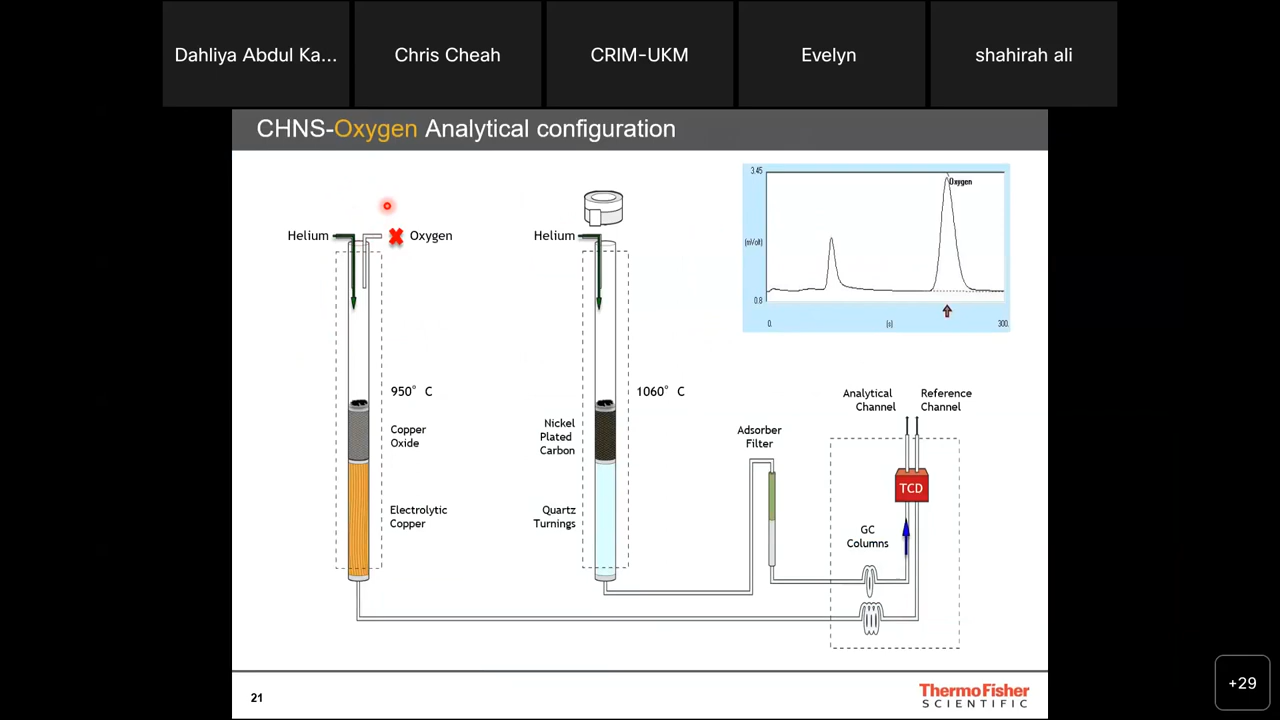 Dahliya Abdul Ka...
Chris Cheah
CRIM-UKM
Evelyn
shahirah ali
CHNS-Oxygen Analytical configuration
3.45
Oxygen
(mVolt)
0.8
0.
(s)
300.
Helium
Oxygen
Helium
950° C
1060° C
Copper
Oxide
Nickel
Plated
Carbon
Electrolytic
Copper
Quartz
Turnings
Adsorber
Filter
Analytical
Channel
Reference
Channel
TCD
GC
Columns
21
ThermoFisher
SCIENTIFIC
+29